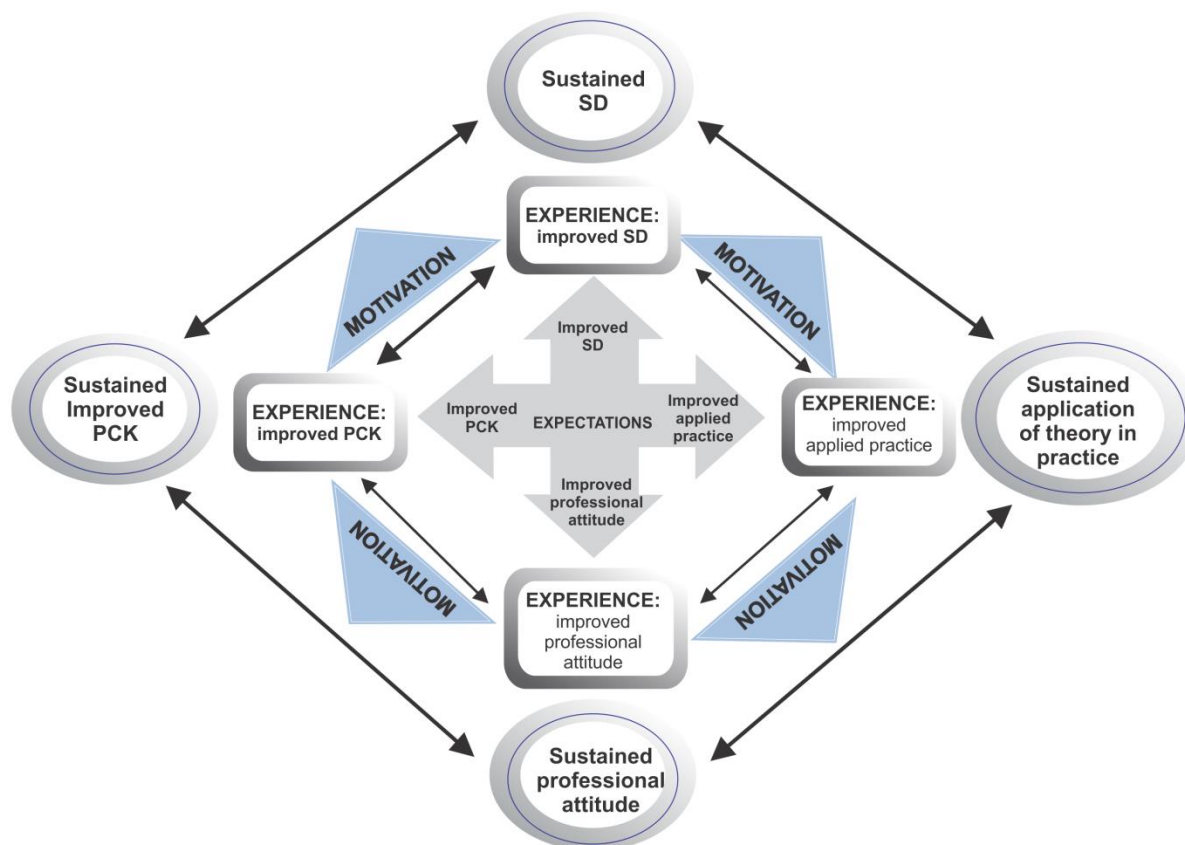 Sustained
SD
EXPERIENCE:
improved SD
MOTIVATION
MOTIVATION
Improved
SD
Sustained
Improved
PCK
EXPERIENCE:
improved PCK
Improved
PCK
EXPECTATIONS
Improved
applied
practice
EXPERIENCE:
improved
applied practice
Sustained
application
of theory in
practice
Improved
professional
attitude
MOTIVATION
MOTIVATION
EXPERIENCE:
improved
professional
attitude
Sustained
professional
attitude